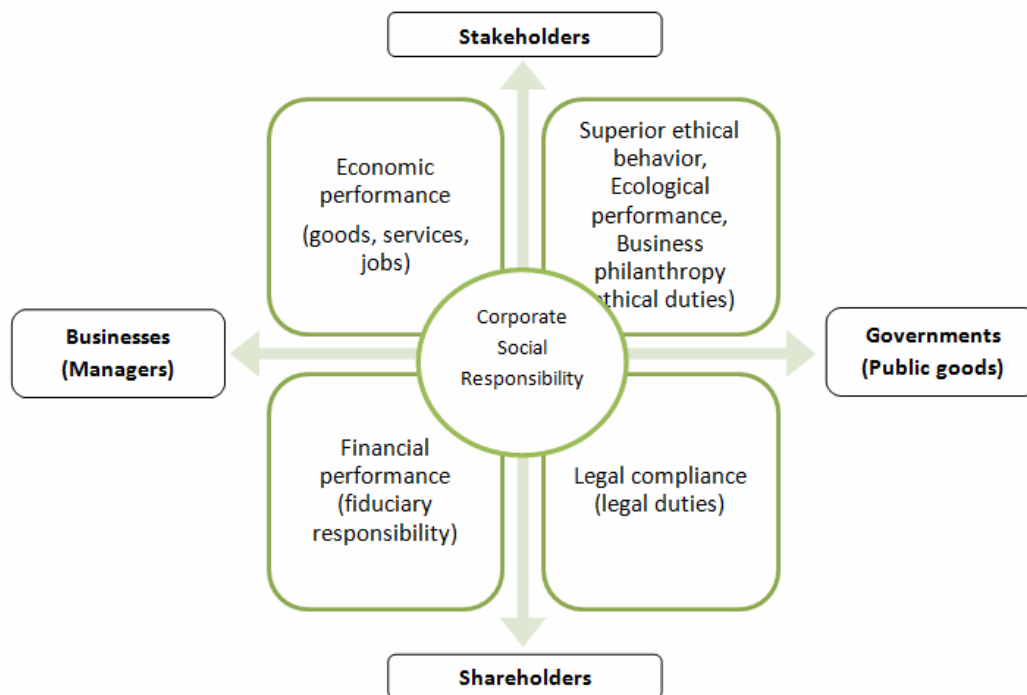 Stakeholders
Economic
performance
(goods, services,
jobs)
Superior ethical
behavior,
Ecological
performance,
Business
philanthropy
ethical duties)
Corporate
Social
Responsibility
Businesses
(Managers)
Governments
(Public goods)
Financial
performance
(fiduciary
responsibility)
Legal compliance
(legal duties)
Shareholders